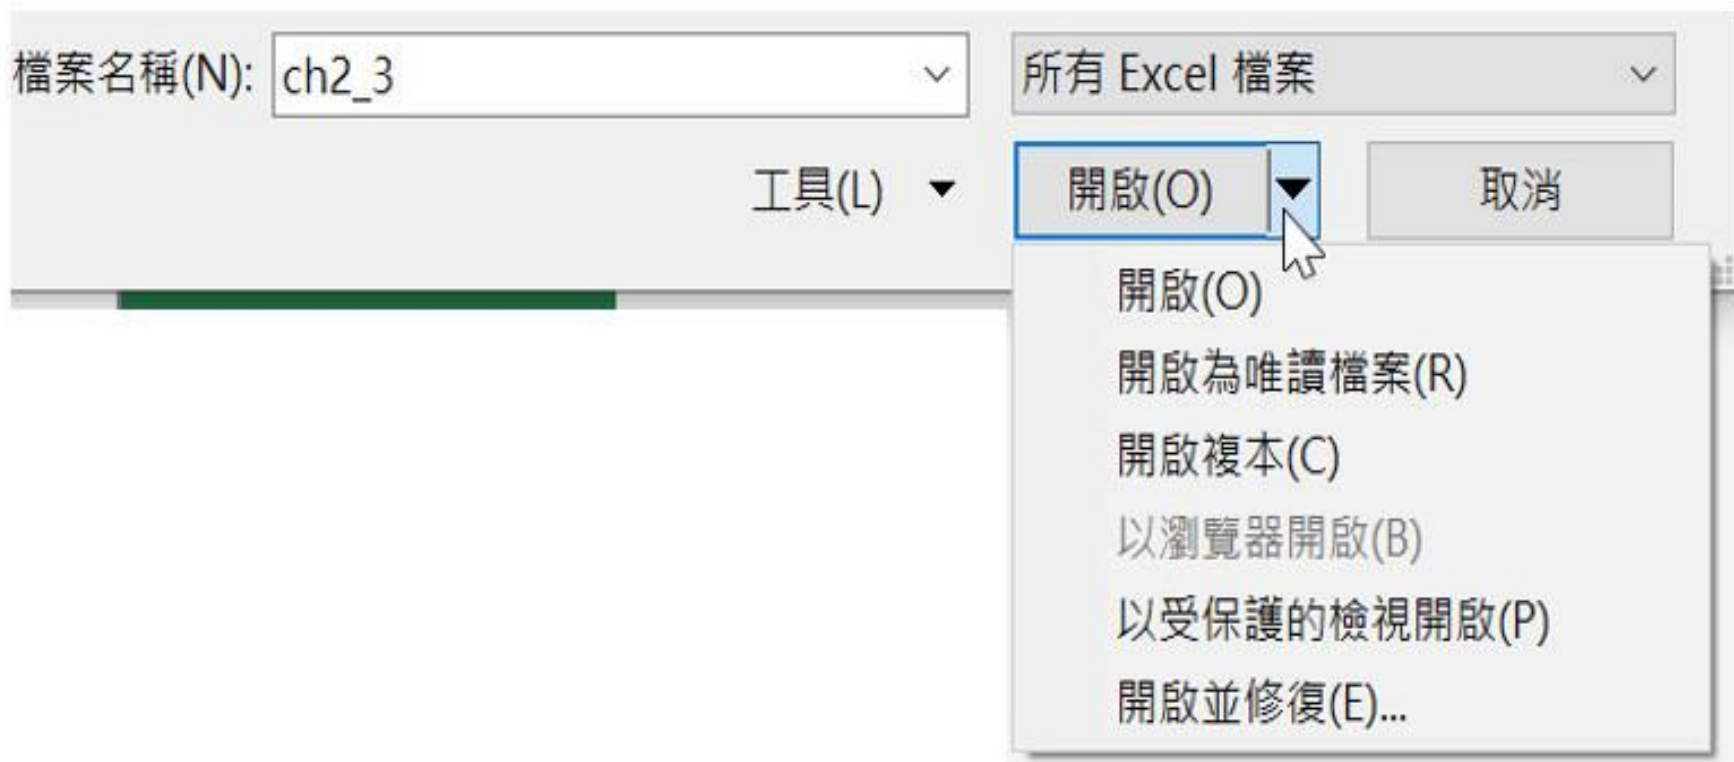 檔案名稱(N): ch2_3 所有 Excel 檔案
工具(L) 開啟(O) 取消
開啟(O)
開啟為唯讀檔案(R)
開啟複本(C)
以瀏覽器開啟(B)
以受保護的檢視開啟(P)
開啟並修復(E)...